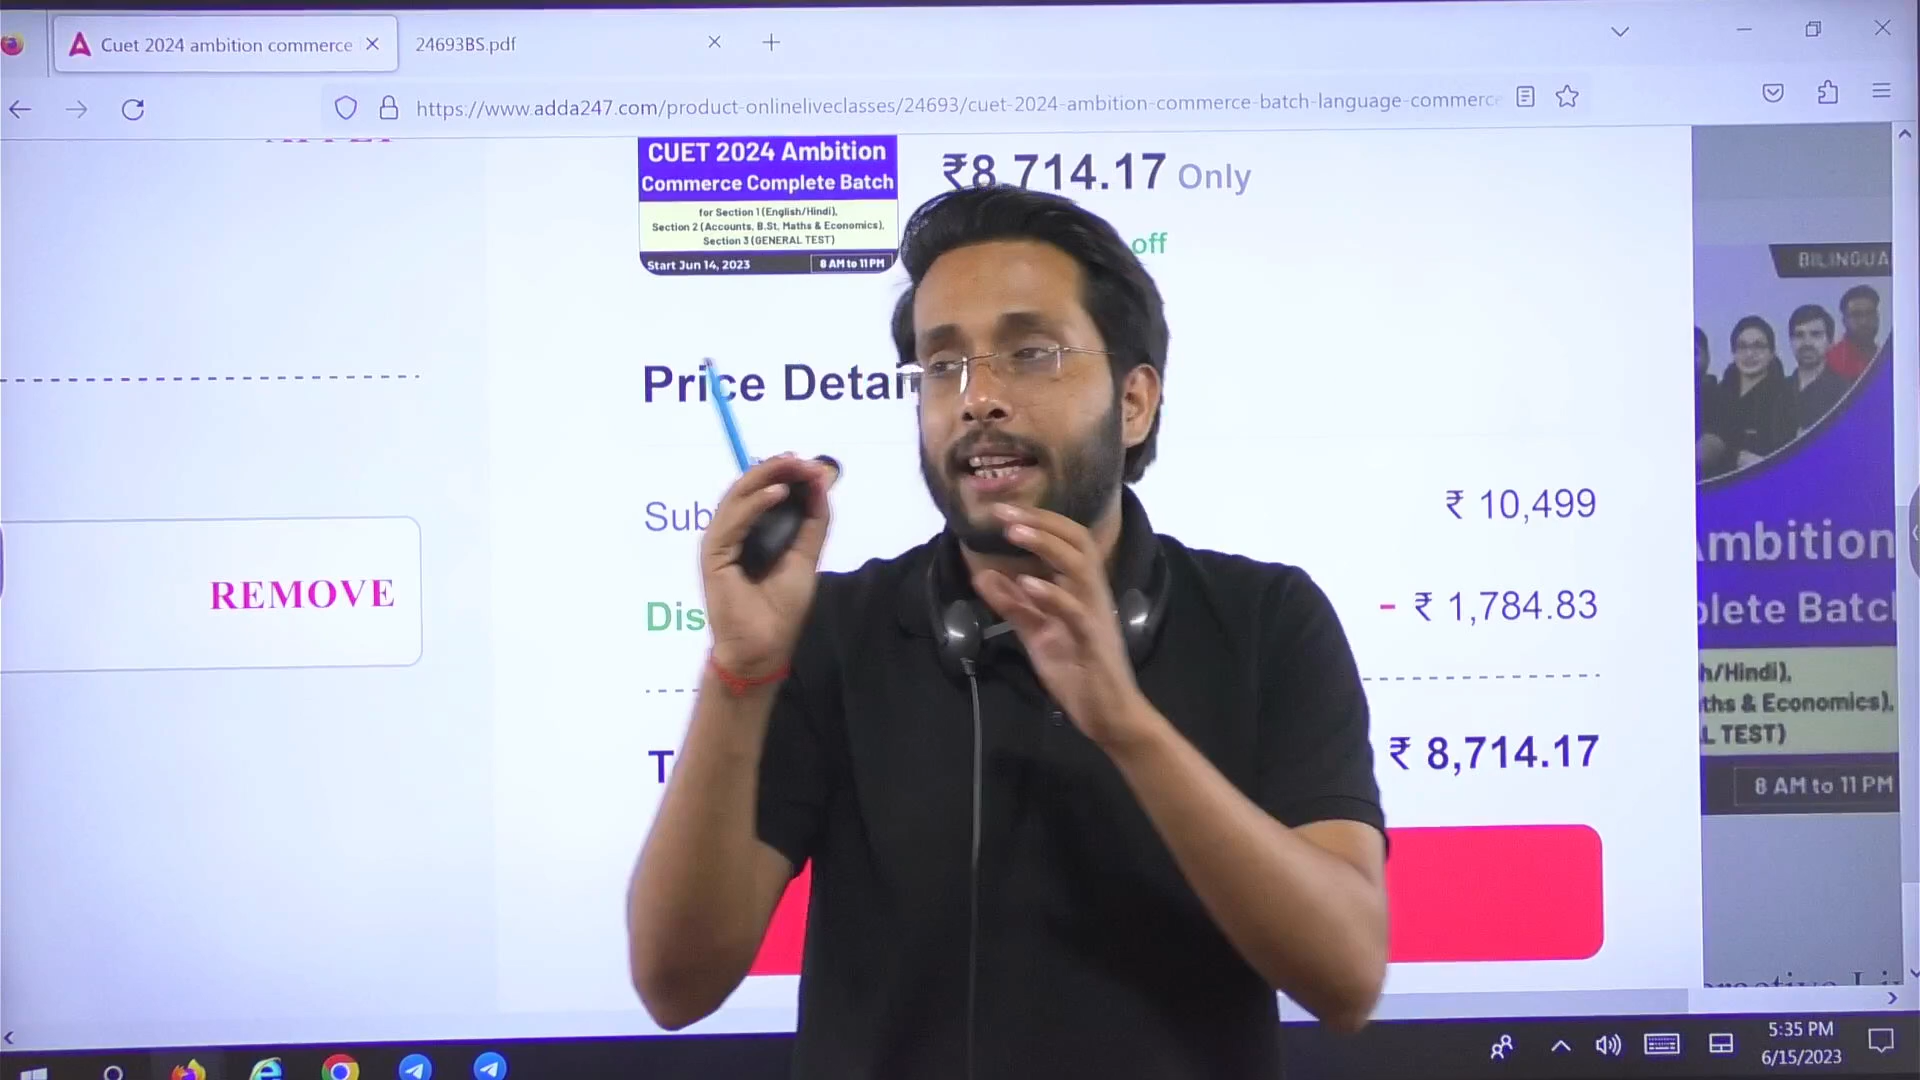 Cuet 2024 ambition commerce
24693BS.pdf
https://www.adda247.com/product-onlineliveclasses/24693/cuet-2024-ambition-commerce-batch-language-commerce
CUET 2024 Ambition
Commerce Complete Batch
for Section 1 (English/Hindi),
Section 2 (Accounts, B.St, Maths & Economics),
Section 3 (GENERAL TEST)
Start Jun 14, 2023
8 AM to 11 PM
₹8,714.17 Only
off
Price Detai
Sub
₹ 10,499
Dis
- ₹ 1,784.83
T
₹ 8,714.17
REMOVE
BILINGUA
mbition
plete Batc
h/Hindi),
ths & Economics),
L TEST)
8 AM to 11 PM
5:35 PM
6/15/2023